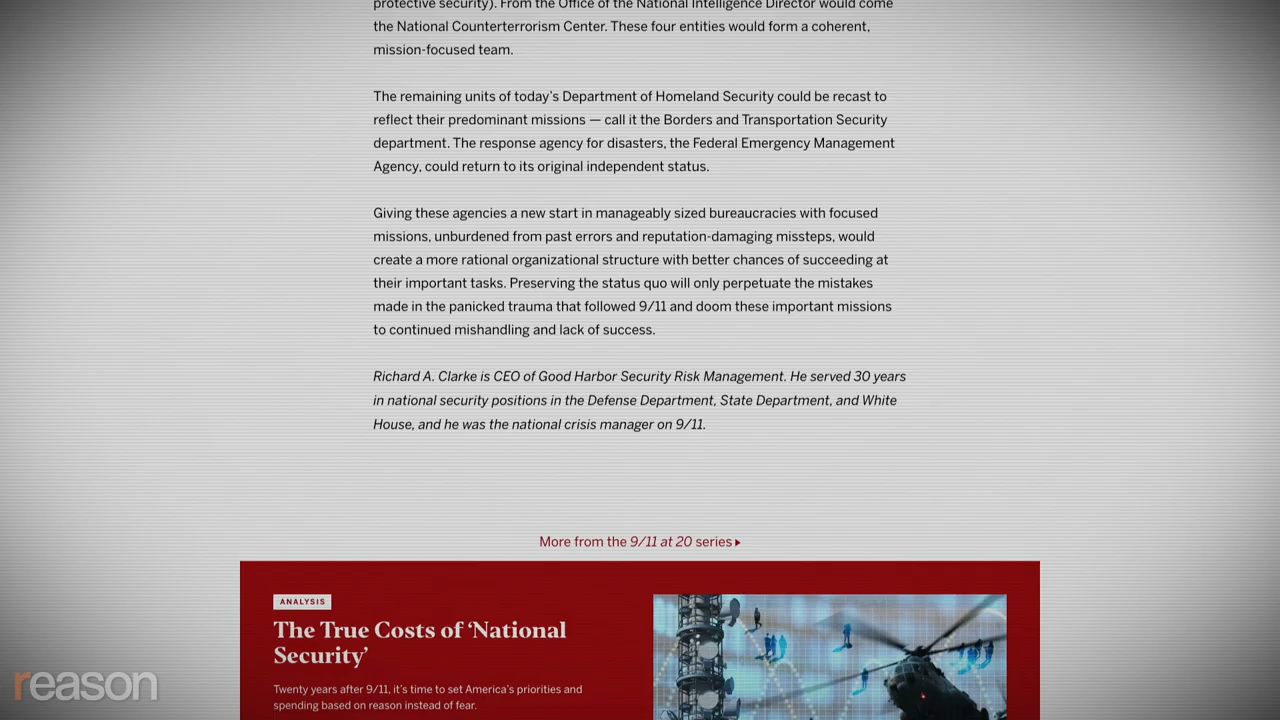 protective security). From the Office of the National Intelligence Director would come
the National Counterterrorism Center. These four entities would form a coherent,
mission-focused team.
The remaining units of today's Department of Homeland Security could be recast to
reflect their predominant missions — call it the Borders and Transportation Security
department. The response agency for disasters, the Federal Emergency Management
Agency, could return to its original independent status.
Giving these agencies a new start in manageably sized bureaucracies with focused
missions, unburdened from past errors and reputation-damaging missteps, would
create a more rational organizational structure with better chances of succeeding at
their important tasks. Preserving the status quo will only perpetuate the mistakes
made in the panicked trauma that followed 9/11 and doom these important missions
to continued mishandling and lack of success.
Richard A. Clarke is CEO of Good Harbor Security Risk Management. He served 30 years
in national security positions in the Defense Department, State Department, and White
House, and he was the national crisis manager on 9/11.
More from the 9/11 at 20 series
ANALYSIS
The True Costs of ‘National
Security’
Twenty years after 9/11, it's time to set America's priorities and
spending based on reason instead of fear.
reason